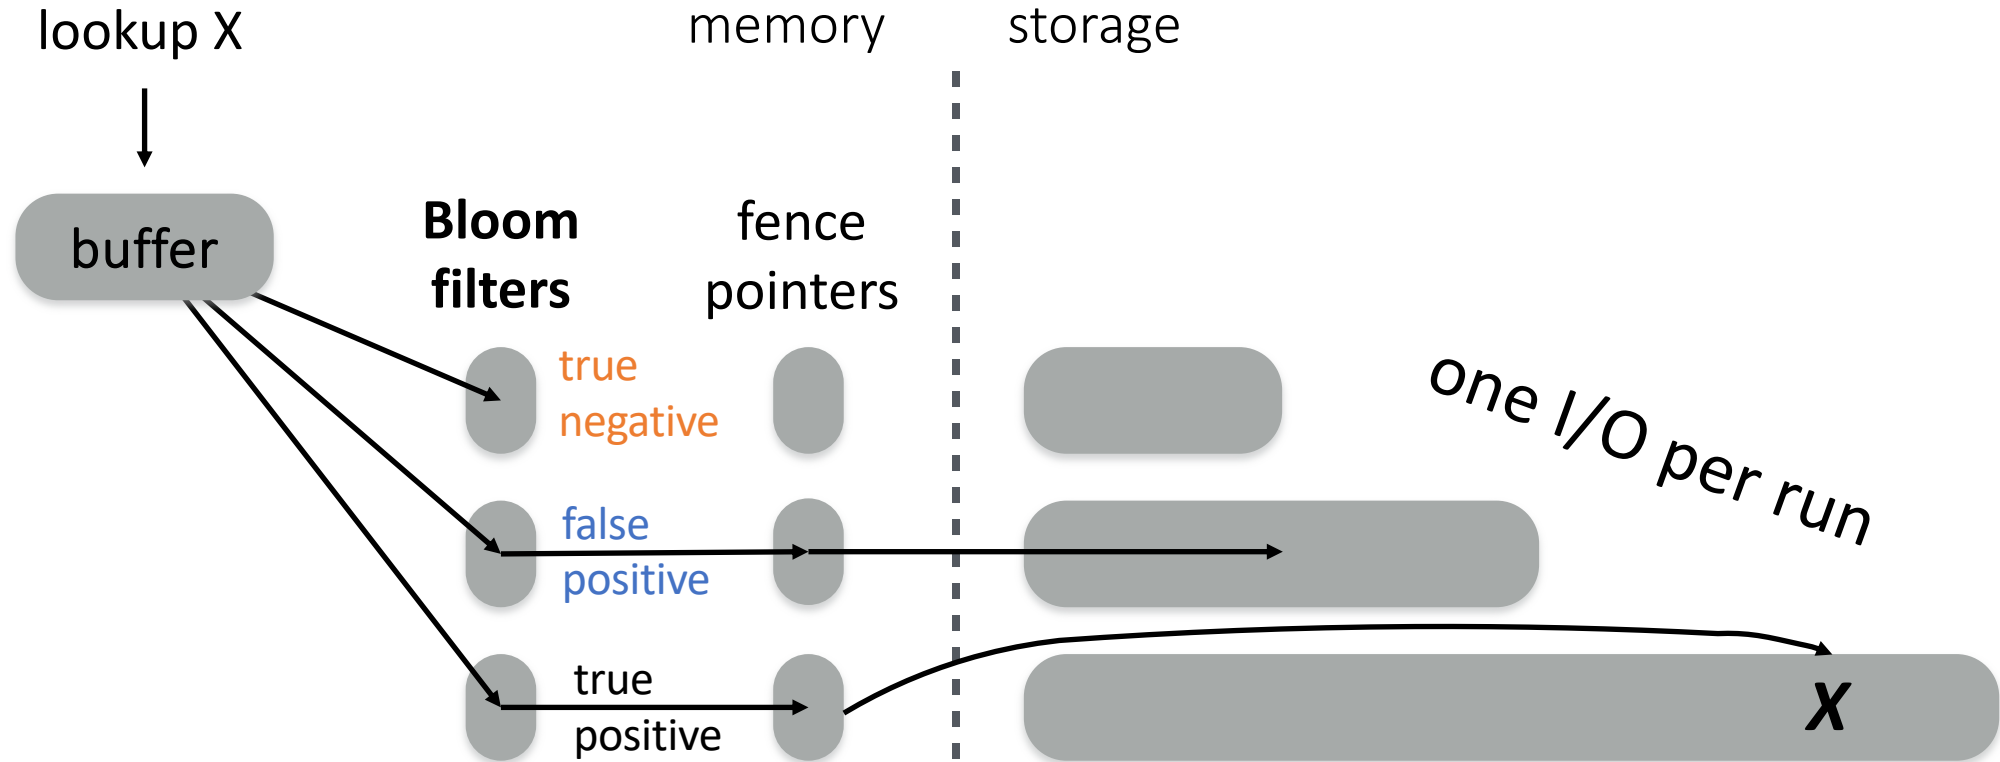 lookup X
memory
storage
buffer
Bloom
filters
fence
pointers
true
negative
one I/O per run
false
positive
true
positive
X